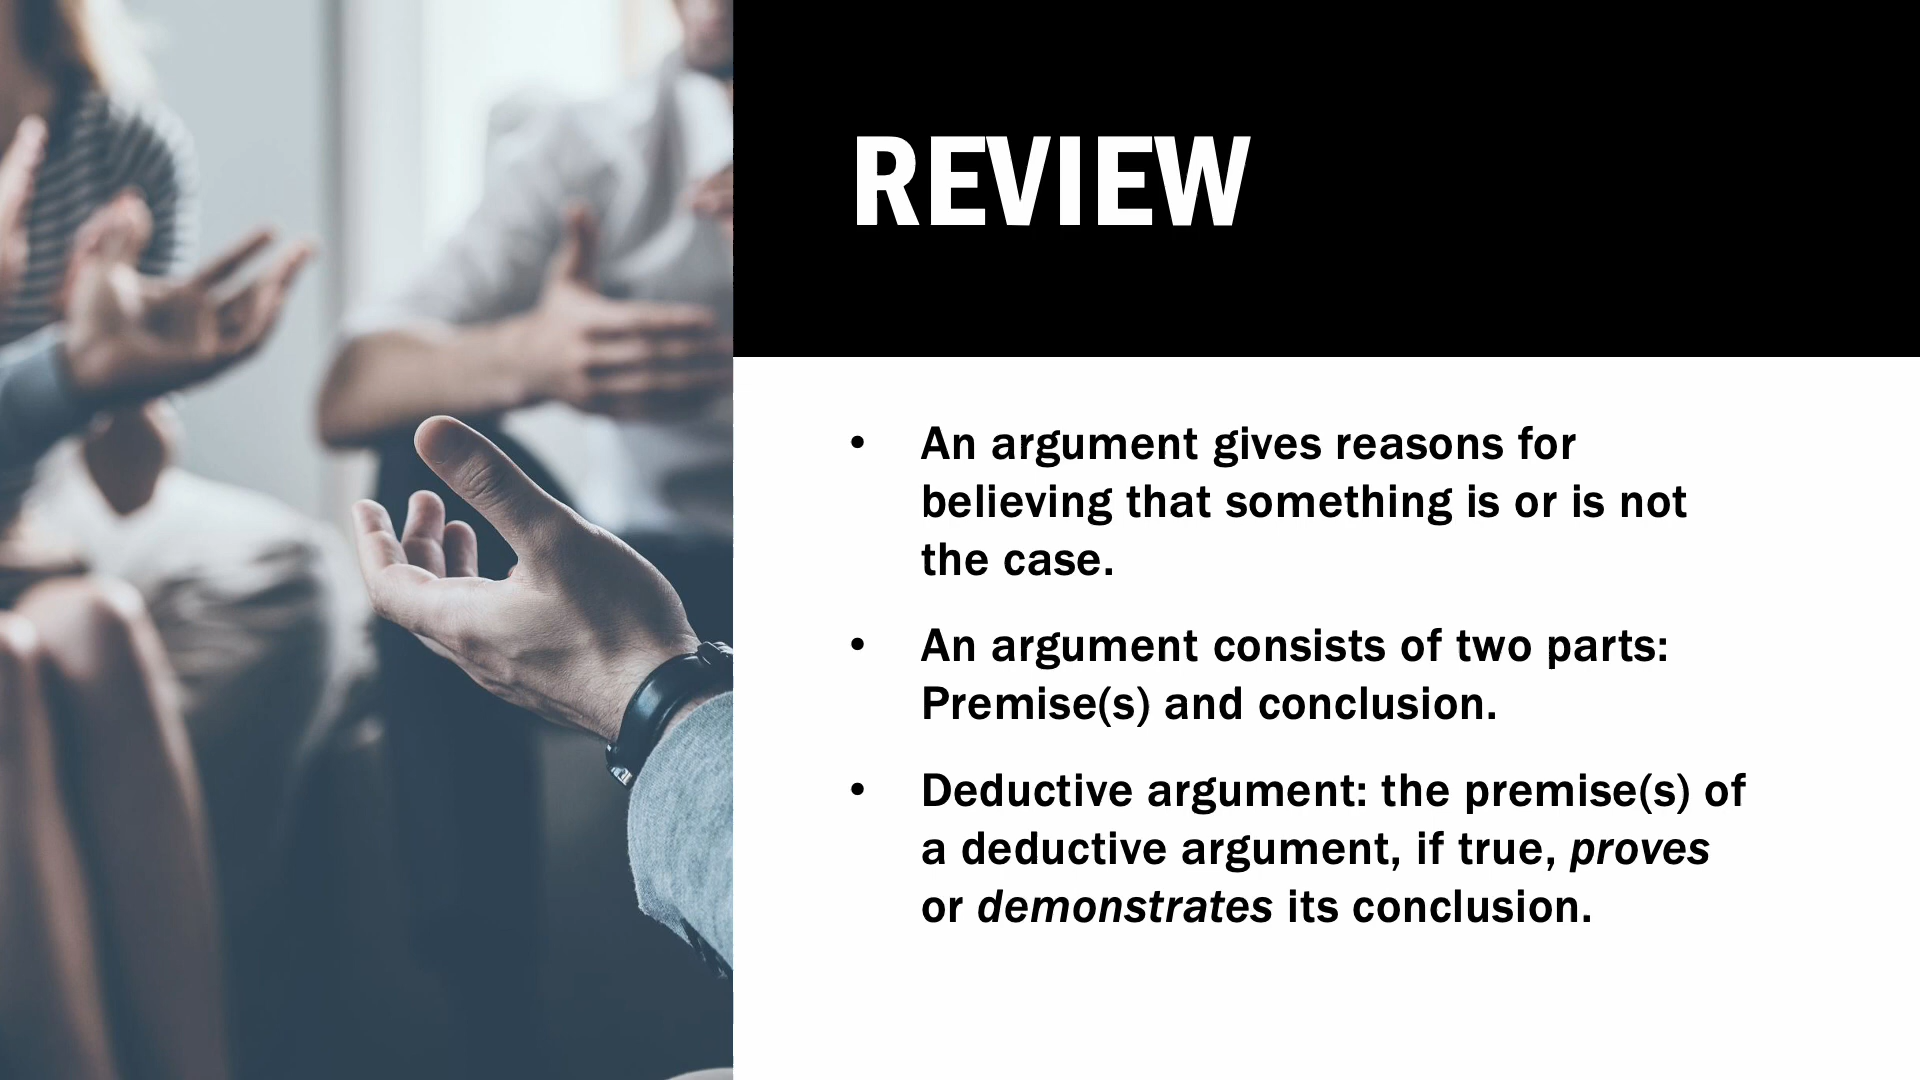 REVIEW
• An argument gives reasons for
believing that something is or is not
the case.
• An argument consists of two parts:
Premise(s) and conclusion.
• Deductive argument: the premise(s) of
a deductive argument, if true, proves
or demonstrates its conclusion.